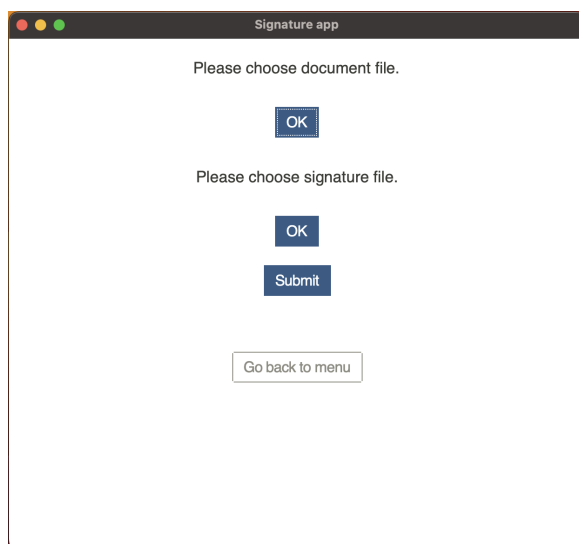 Signature app
Please choose document file.
OK
Please choose signature file.
OK
Submit
Go back to menu